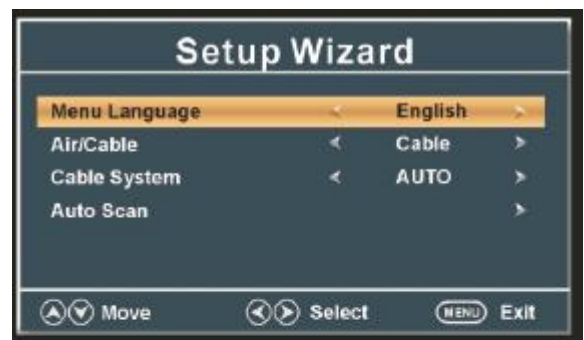 Setup Wizard
Menu Language < English >
Air/Cable < Cable >
Cable System < AUTO >
Auto Scan >
Move Select MENU Exit